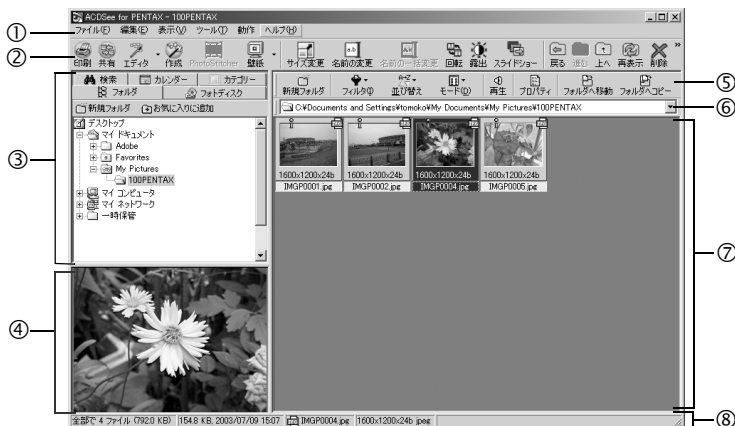 ACDSee for PENTAX - 100PENTAX
① ファイル(F) 編集(E) 表示(V) ツール(T) 動作 ヘルプ(H)
② 印刷 共有 エディタ 作成 PhotoStitcher 壁紙 サイズ変更 名前の変更 名前の一括変更 回転 露出 スライドショー 戻る 進む 上へ 再表示 削除 »
検索 カレンダー カテゴリー
フォルダ フォトディスク
新規フォルダ フィルタ(I) 並び替え モード(D) 再生 プロパティ フォルダへ移動 フォルダへコピー ⑤
新規フォルダ お気に入りに追加
C:¥Documents and Settings¥tomoko¥My Documents¥My Pictures¥100PENTAX ⑥
③
デスクトップ
マイ ドキュメント
Adobe
Favorites
My Pictures
100PENTAX
マイ コンピュータ
マイ ネットワーク
一時保管
1600x1200x24b 1600x1200x24b 1600x1200x24b 1600x1200x24b
IMGP0001.jpg IMGP0002.jpg IMGP0004.jpg IMGP0005.jpg
⑦
④
全部で 4 ファイル (792.0 KB) 154.8 KB, 2003/07/09 15:07 IMGP0004.jpg 1600x1200x24b jpeg ⑧